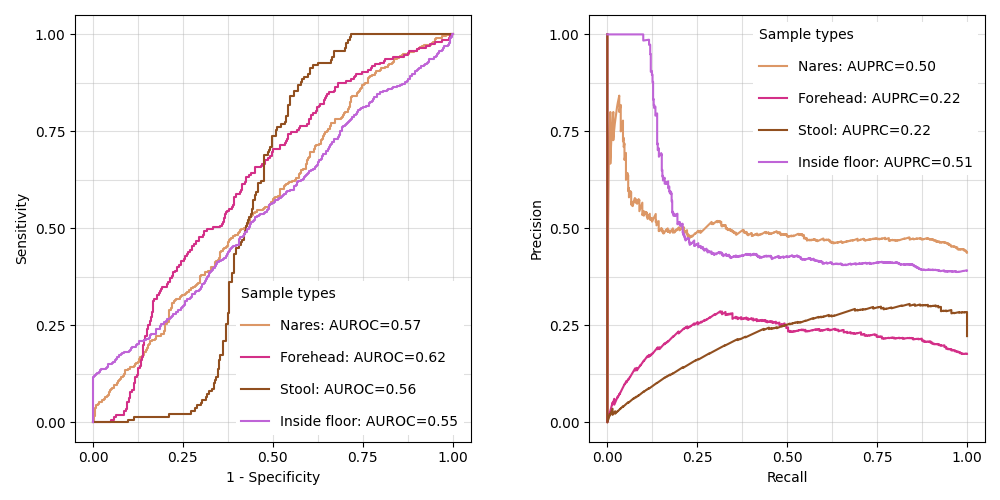 1.00
0.75
0.50
0.25
0.00
Sensitivity
Sample types
Nares: AUROC=0.57
Forehead: AUROC=0.62
Stool: AUROC=0.56
Inside floor: AUROC=0.55
0.00 0.25 0.50 0.75 1.00
1 - Specificity
1.00
0.75
0.50
0.25
0.00
Precision
Sample types
Nares: AUPRC=0.50
Forehead: AUPRC=0.22
Stool: AUPRC=0.22
Inside floor: AUPRC=0.51
0.00 0.25 0.50 0.75 1.00
Recall